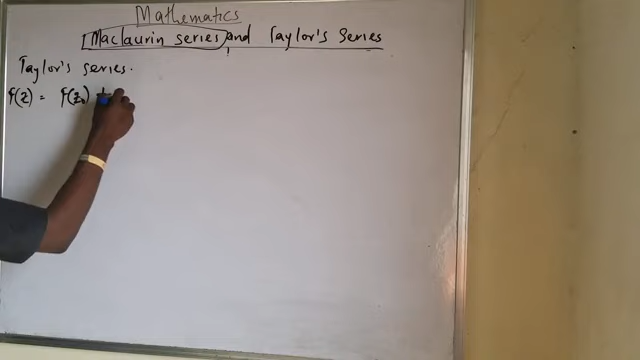 Mathematics
Maclaurin series and Taylor's Series
Taylor's series.
f(z) = f(z₀) +